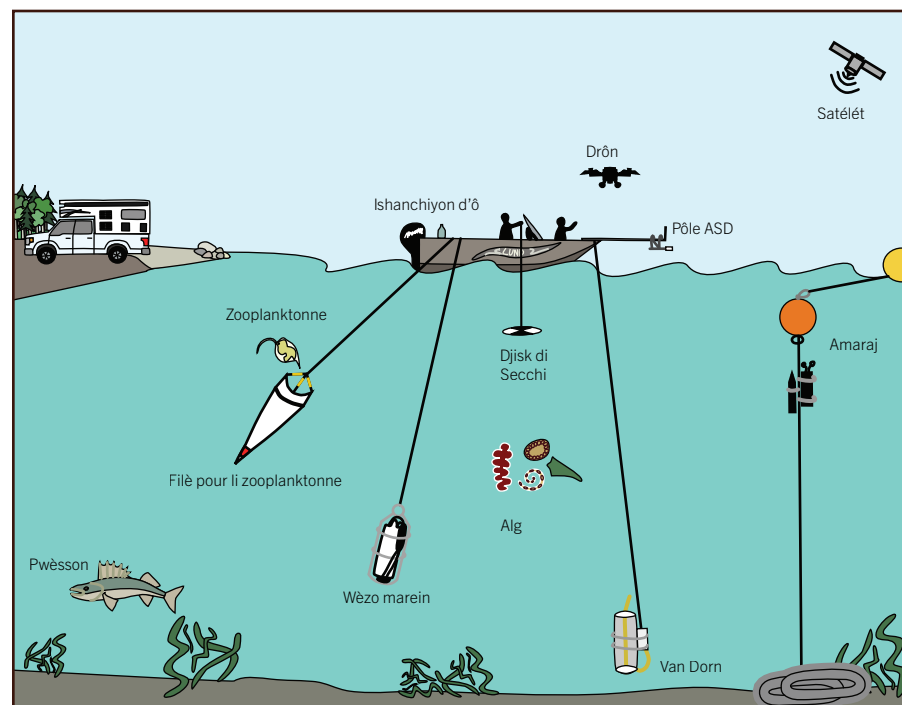 Satélét
Drôn
Ishanchiyon d'ô
Pôle ASD
LUND
Zooplanktonne
Djisk di
Secchi
Amaraj
Filè pour li zooplanktonne
Alg
Pwèsson
Wèzo marein
Van Dorn